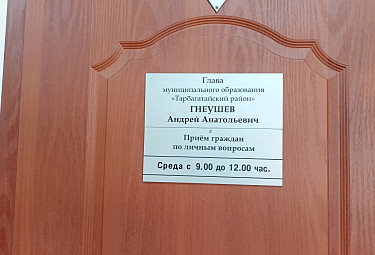 Глава
муниципального образования
«Тарбагатайский район»
ГНЕУШЕВ
Андрей Анатольевич
Приём граждан
по личным вопросам
Среда с 9.00 до 12.00 час.